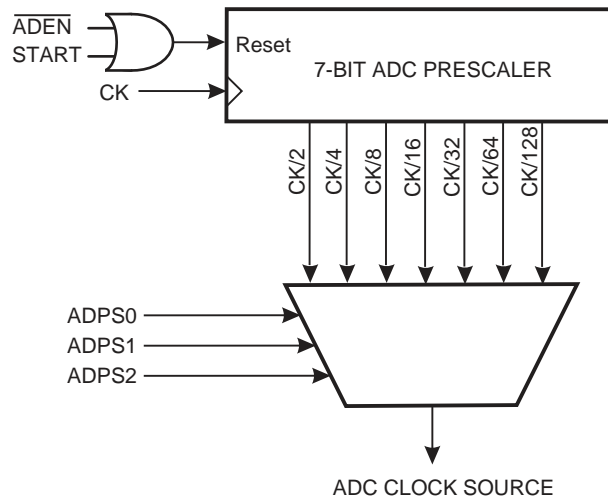 ADEN
START
Reset
7-BIT ADC PRESCALER
CK
CK/2
CK/4
CK/8
CK/16
CK/32
CK/64
CK/128
ADPS0
ADPS1
ADPS2
ADC CLOCK SOURCE